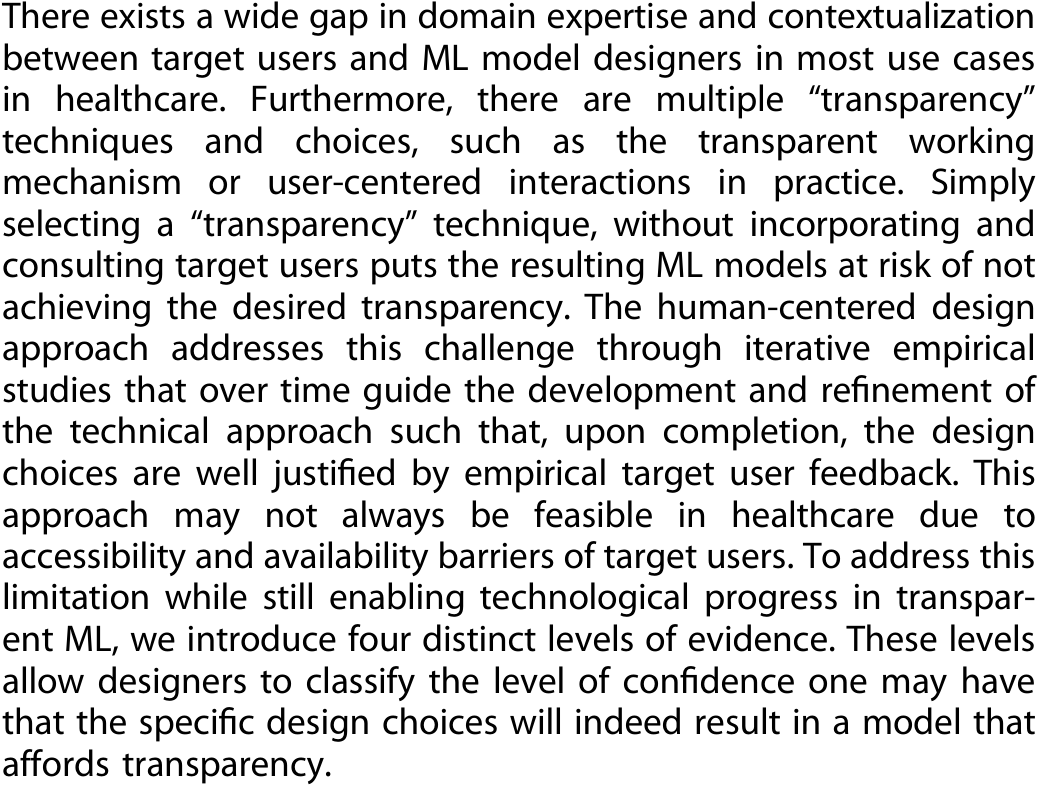 There exists a wide gap in domain expertise and contextualization
between target users and ML model designers in most use cases
in healthcare. Furthermore, there are multiple “transparency”
techniques and choices, such as the transparent working
mechanism or user-centered interactions in practice. Simply
selecting a “transparency” technique, without incorporating and
consulting target users puts the resulting ML models at risk of not
achieving the desired transparency. The human-centered design
approach addresses this challenge through iterative empirical
studies that over time guide the development and refinement of
the technical approach such that, upon completion, the design
choices are well justified by empirical target user feedback. This
approach may not always be feasible in healthcare due to
accessibility and availability barriers of target users. To address this
limitation while still enabling technological progress in transpar-
ent ML, we introduce four distinct levels of evidence. These levels
allow designers to classify the level of confidence one may have
that the specific design choices will indeed result in a model that
affords transparency.